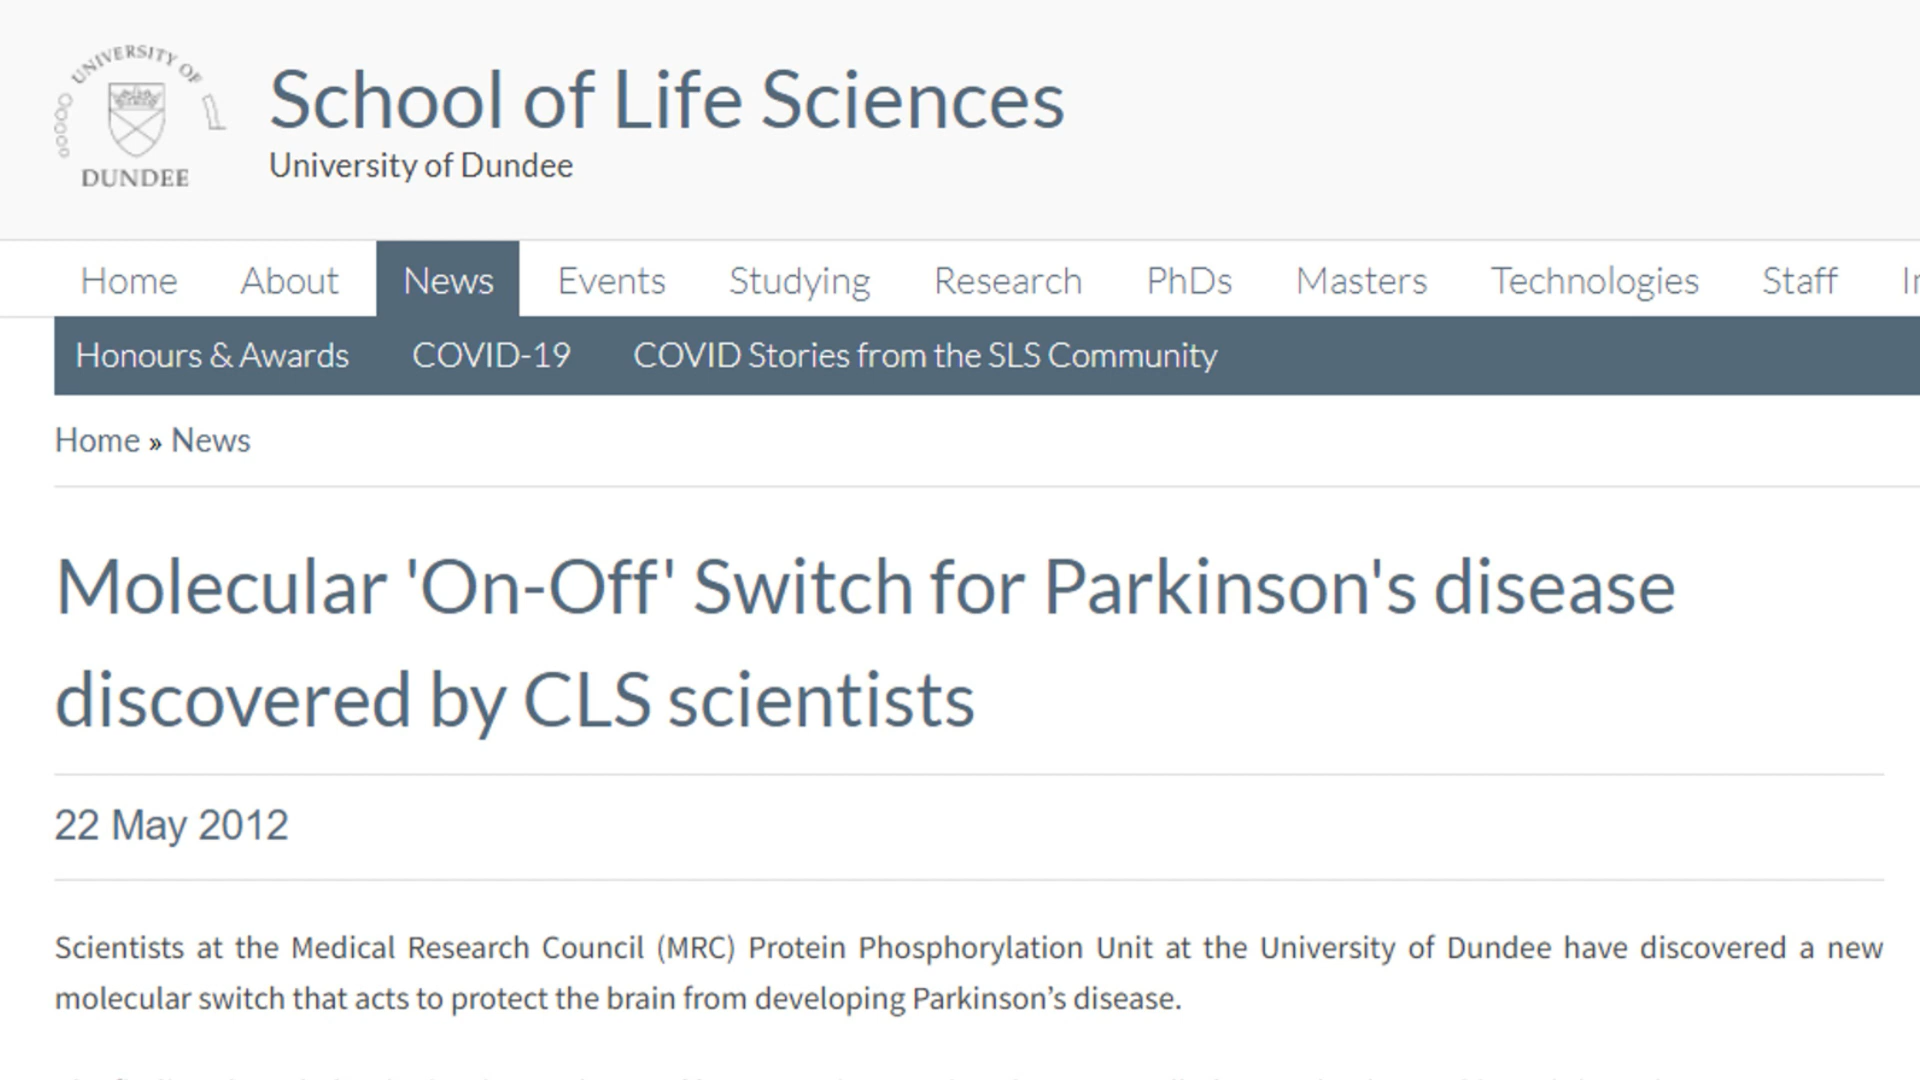 UNIVERSITY OF
DUNDEE
School of Life Sciences
University of Dundee
Home About News Events Studying Research PhDs Masters Technologies Staff
Honours & Awards COVID-19 COVID Stories from the SLS Community
Home » News
Molecular 'On-Off' Switch for Parkinson's disease
discovered by CLS scientists
22 May 2012
Scientists at the Medical Research Council (MRC) Protein Phosphorylation Unit at the University of Dundee have discovered a new
molecular switch that acts to protect the brain from developing Parkinson’s disease.